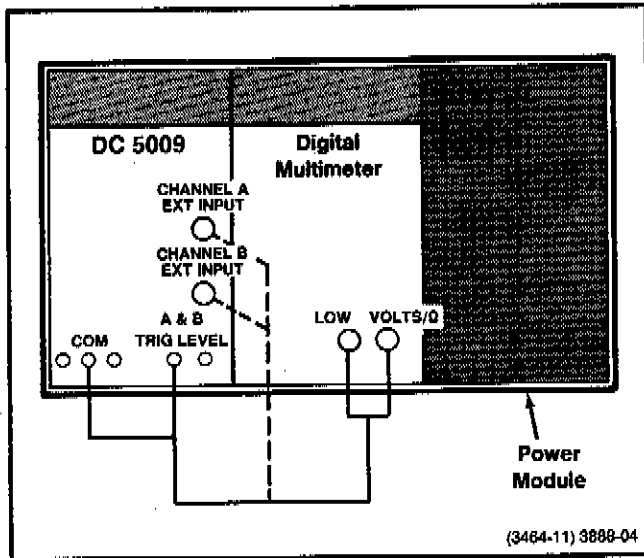 DC 5009
Digital
Multimeter
CHANNEL A
EXT INPUT
CHANNEL B
EXT INPUT
A & B
COM TRIG LEVEL
LOW VOLTS/Ω
Power
Module
(3464-11) 3888-04